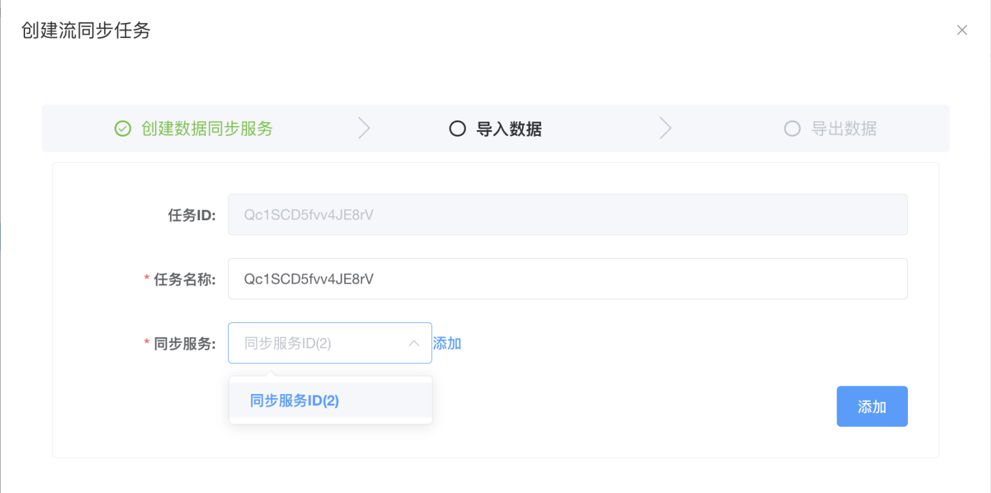 创建流同步任务
创建数据同步服务
导入数据
导出数据
任务ID:
Qc1SCD5fvv4JE8rV
* 任务名称:
Qc1SCD5fvv4JE8rV
* 同步服务:
同步服务ID(2)
添加
同步服务ID(2)
添加